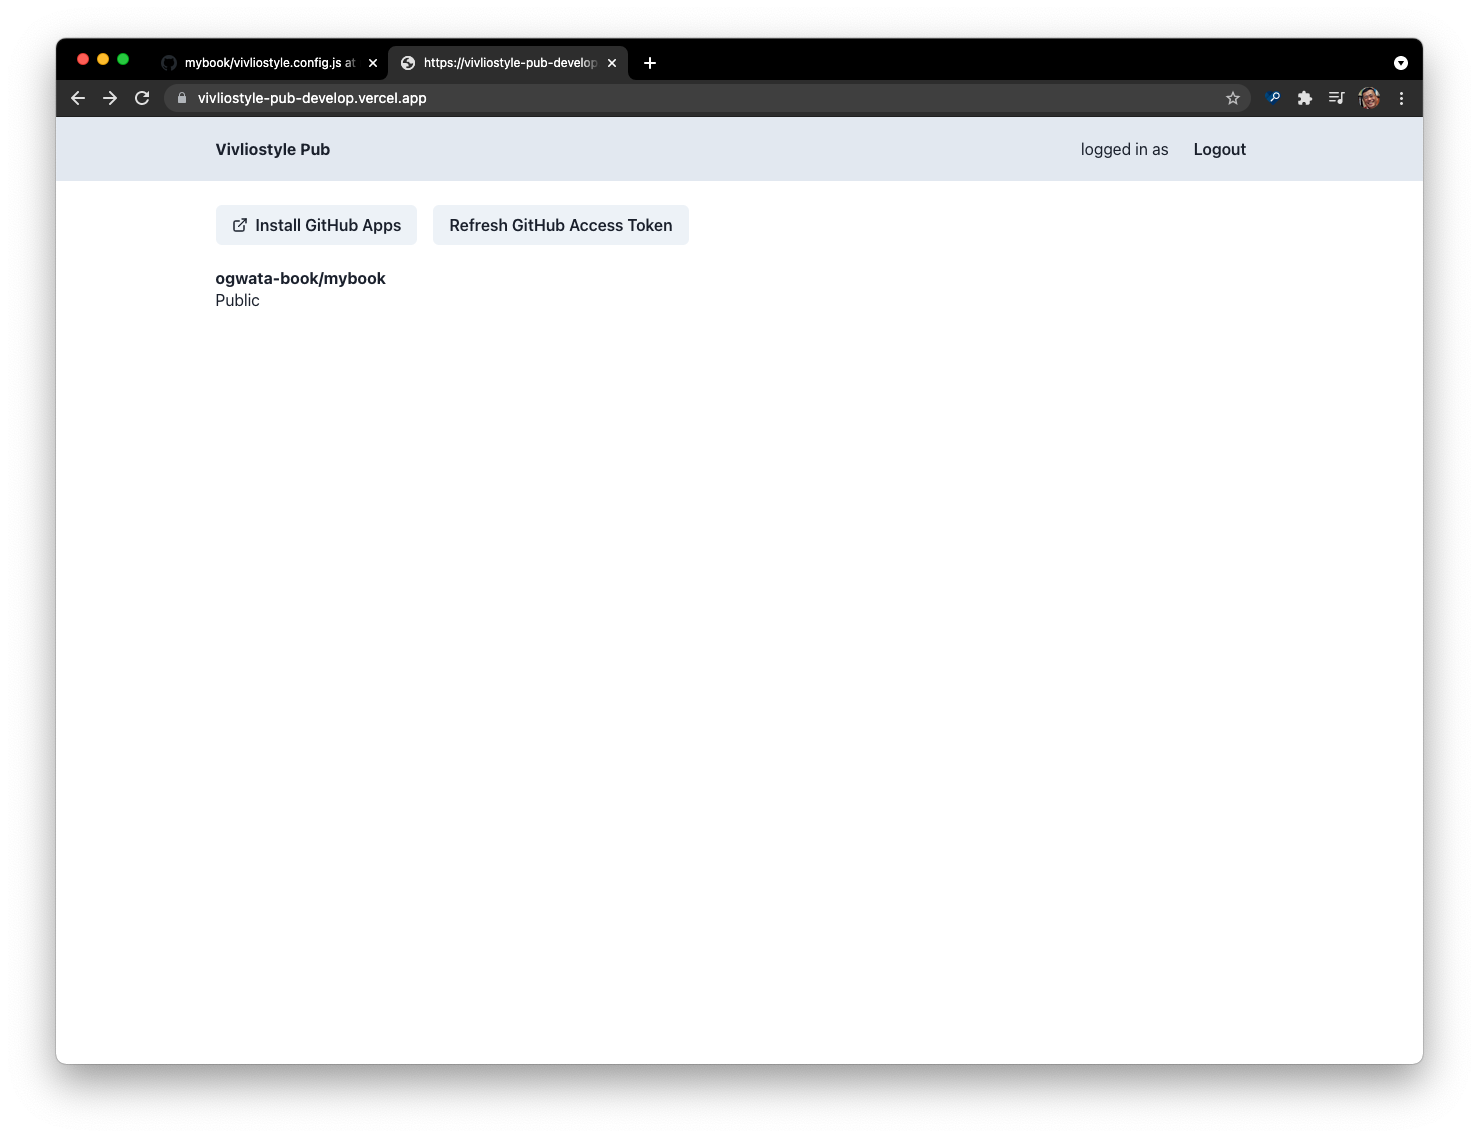 mybook/vivliostyle.config.js at
https://vivliostyle-pub-develop
vivliostyle-pub-develop.vercel.app
Vivliostyle Pub
logged in as
Logout
Install GitHub Apps
Refresh GitHub Access Token
ogwata-book/mybook
Public